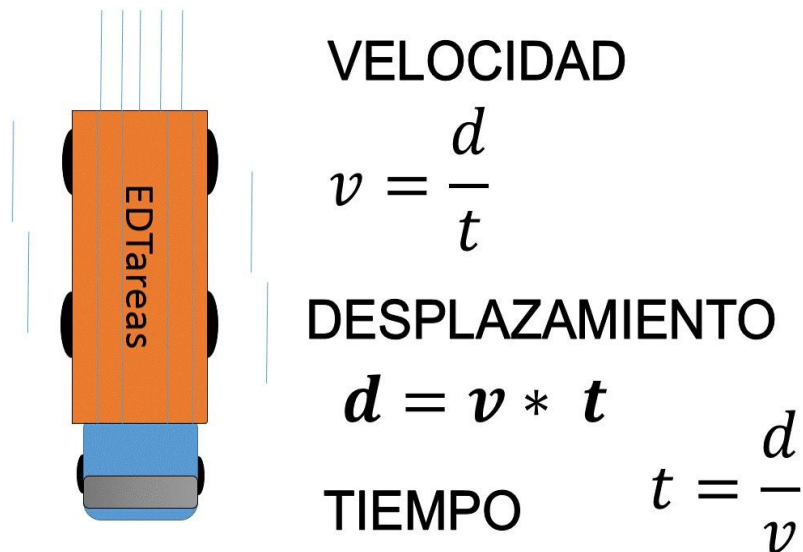 VELOCIDAD
v = d/t
EDTareas
DESPLAZAMIENTO
d = v * t
TIEMPO t = d/v